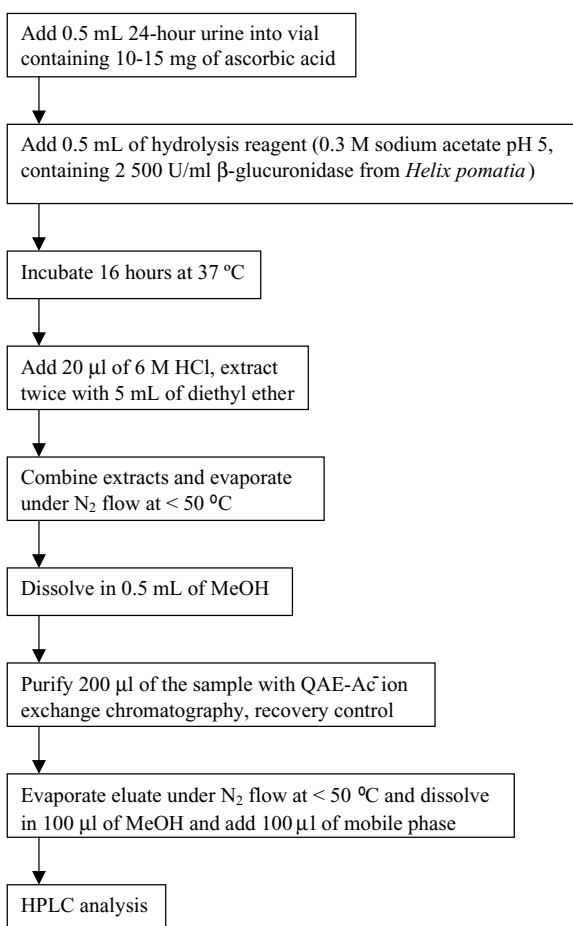 Add 0.5 mL 24-hour urine into vial
containing 10-15 mg of ascorbic acid
Add 0.5 mL of hydrolysis reagent (0.3 M sodium acetate pH 5,
containing 2 500 U/ml β-glucuronidase from Helix pomatia)
Incubate 16 hours at 37 ºC
Add 20 µl of 6 M HCl, extract
twice with 5 mL of diethyl ether
Combine extracts and evaporate
under N₂ flow at < 50 ⁰C
Dissolve in 0.5 mL of MeOH
Purify 200 µl of the sample with QAE-Ac⁻ ion
exchange chromatography, recovery control
Evaporate eluate under N₂ flow at < 50 ⁰C and dissolve
in 100 µl of MeOH and add 100 µl of mobile phase
HPLC analysis